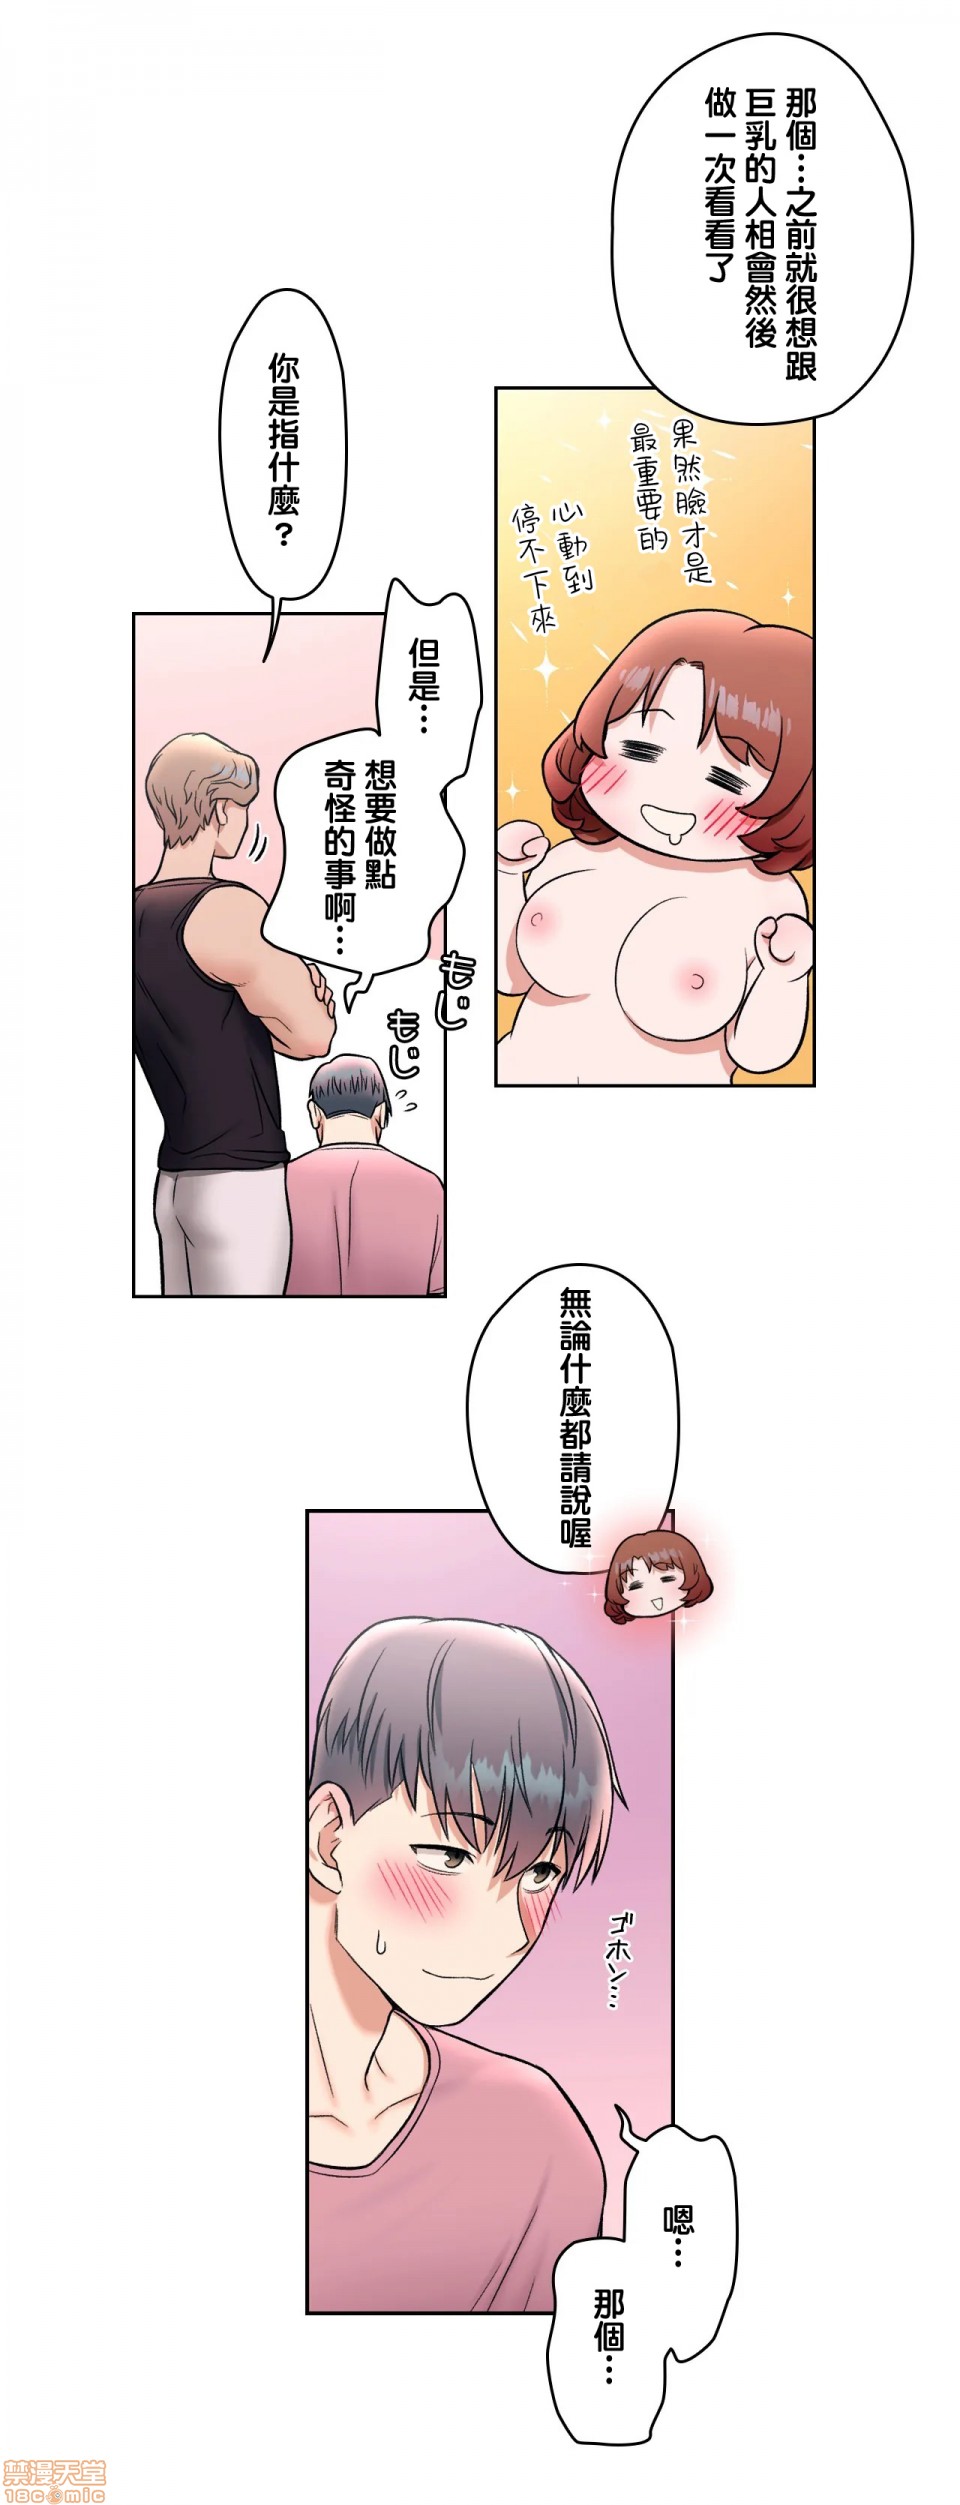 那個…之前就很想跟
巨乳的人相會然後
做一次看看了
果然臉才是
最重要的
心動到
停不下來
你是指什麼？
但是…
想要做點
奇怪的事啊…
もじ
もじ
無論什麼都請說喔
ゴホン…
嗯…
那個…
禁漫天堂
18comic